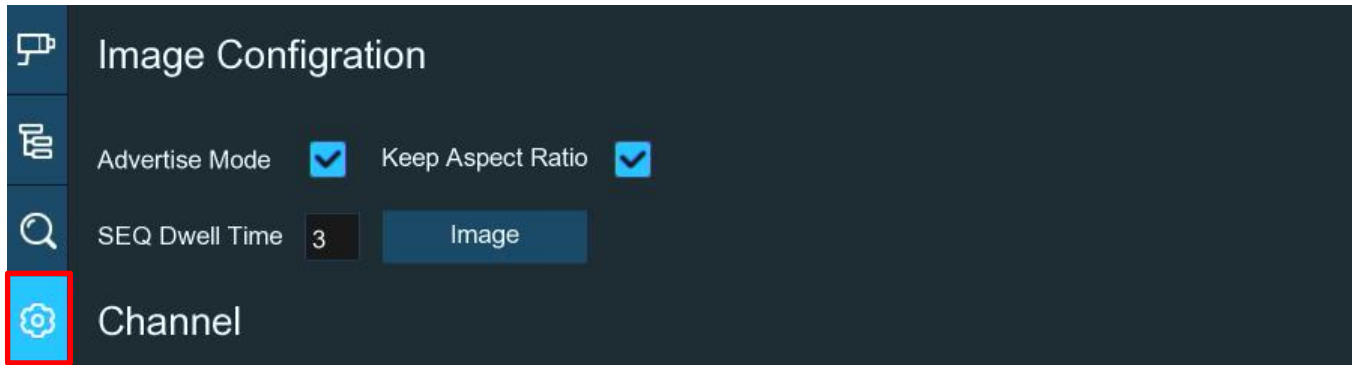 Image Configration
Advertise Mode Keep Aspect Ratio
SEQ Dwell Time 3 Image
Channel